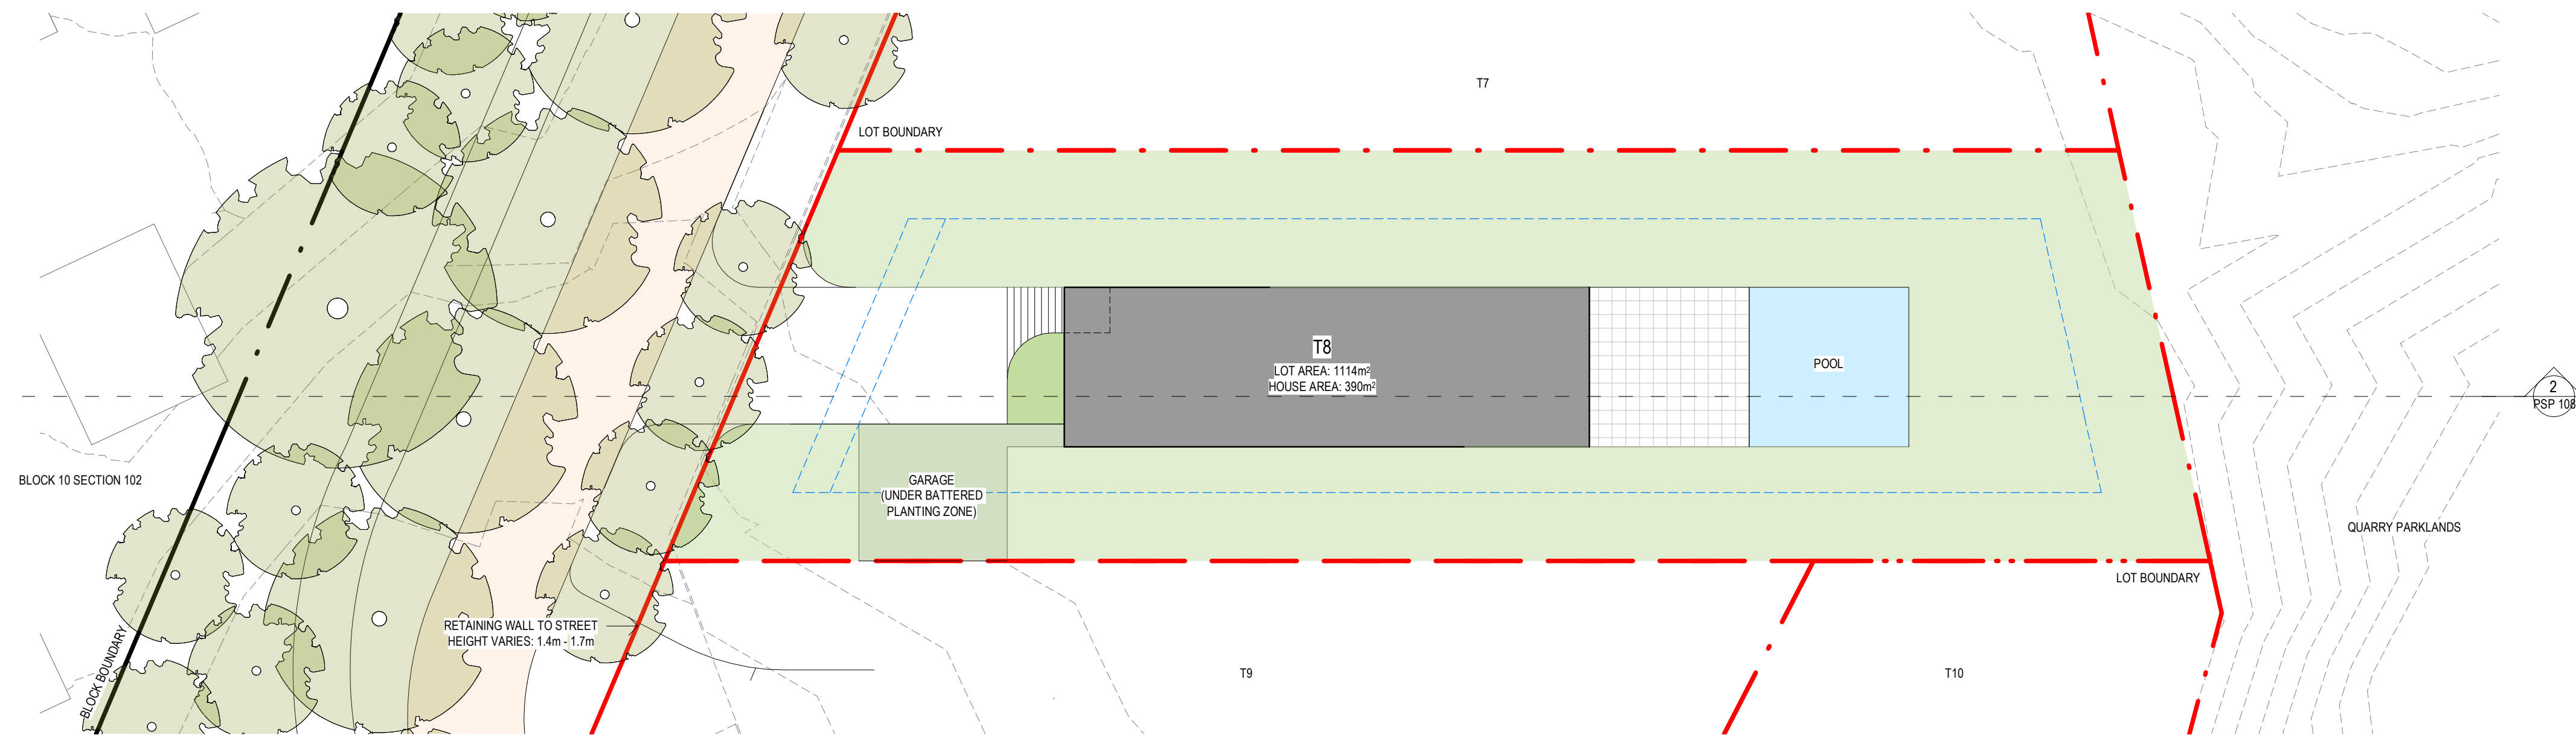 T7
LOT BOUNDARY
T8
LOT AREA: 1114m²
HOUSE AREA: 390m²
POOL
2
PSP 108
BLOCK 10 SECTION 102
GARAGE
(UNDER BATTERED
PLANTING ZONE)
QUARRY PARKLANDS
LOT BOUNDARY
RETAINING WALL TO STREET
HEIGHT VARIES: 1.4m - 1.7m
BLOCK BOUNDARY
T9
T10